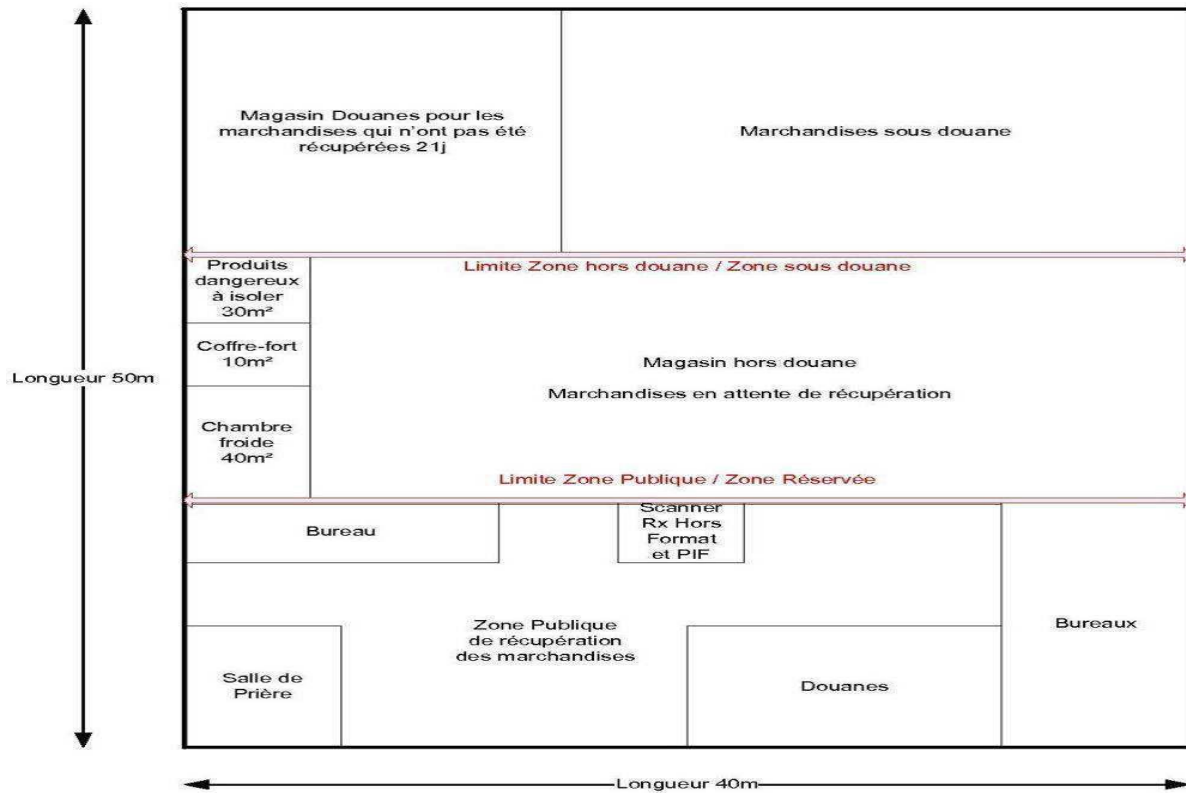 Magasin Douanes pour les
marchandises qui n'ont pas été
récupérées 21j
Marchandises sous douane
Limite Zone hors douane / Zone sous douane
Produits
dangereux
à isoler
30m²
Coffre-fort
10m²
Chambre
froide
40m²
Magasin hors douane
Marchandises en attente de récupération
Longueur 50m
Limite Zone Publique / Zone Réservée
Bureau
Scanner
Rx Hors
Format
et PIF
Zone Publique
de récupération
des marchandises
Bureaux
Salle de
Prière
Douanes
Longueur 40m